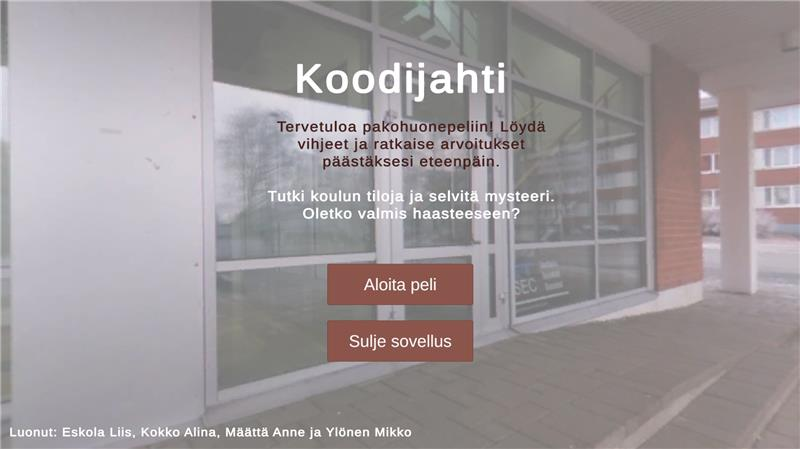 Koodijahti
Tervetuloa pakohuonepeliin! Löydä
vihjeet ja ratkaise arvoitukset
päästäksesi eteenpäin.
Tutki koulun tiloja ja selvitä mysteeri.
Oletko valmis haasteeseen?
SEC
Aloita peli
Sulje sovellus
Luonut: Eskola Liis, Kokko Alina, Määttä Anne ja Ylönen Mikko